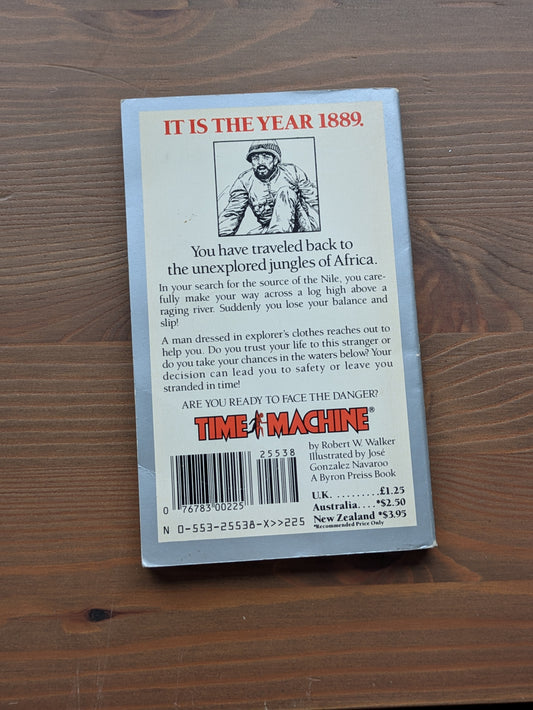 IT IS THE YEAR 1889.
You have traveled back to
the unexplored jungles of Africa.
In your search for the source of the Nile, you care-
fully make your way across a log high above a
raging river. Suddenly you lose your balance and
slip!
A man dressed in explorer's clothes reaches out to
help you. Do you trust your life to this stranger or
do you take your chances in the waters below? Your
decision can lead you to safety or leave you
stranded in time!
ARE YOU READY TO FACE THE DANGER?
TIME MACHINE®
by Robert W. Walker
Illustrated by José
Gonzalez Navaroo
A Byron Preiss Book
25538
0 76783 00225
N 0-553-25538-X>>225
U.K. .........£1.25
Australia....*$2.50
New Zealand *$3.95
*Recommended Price Only